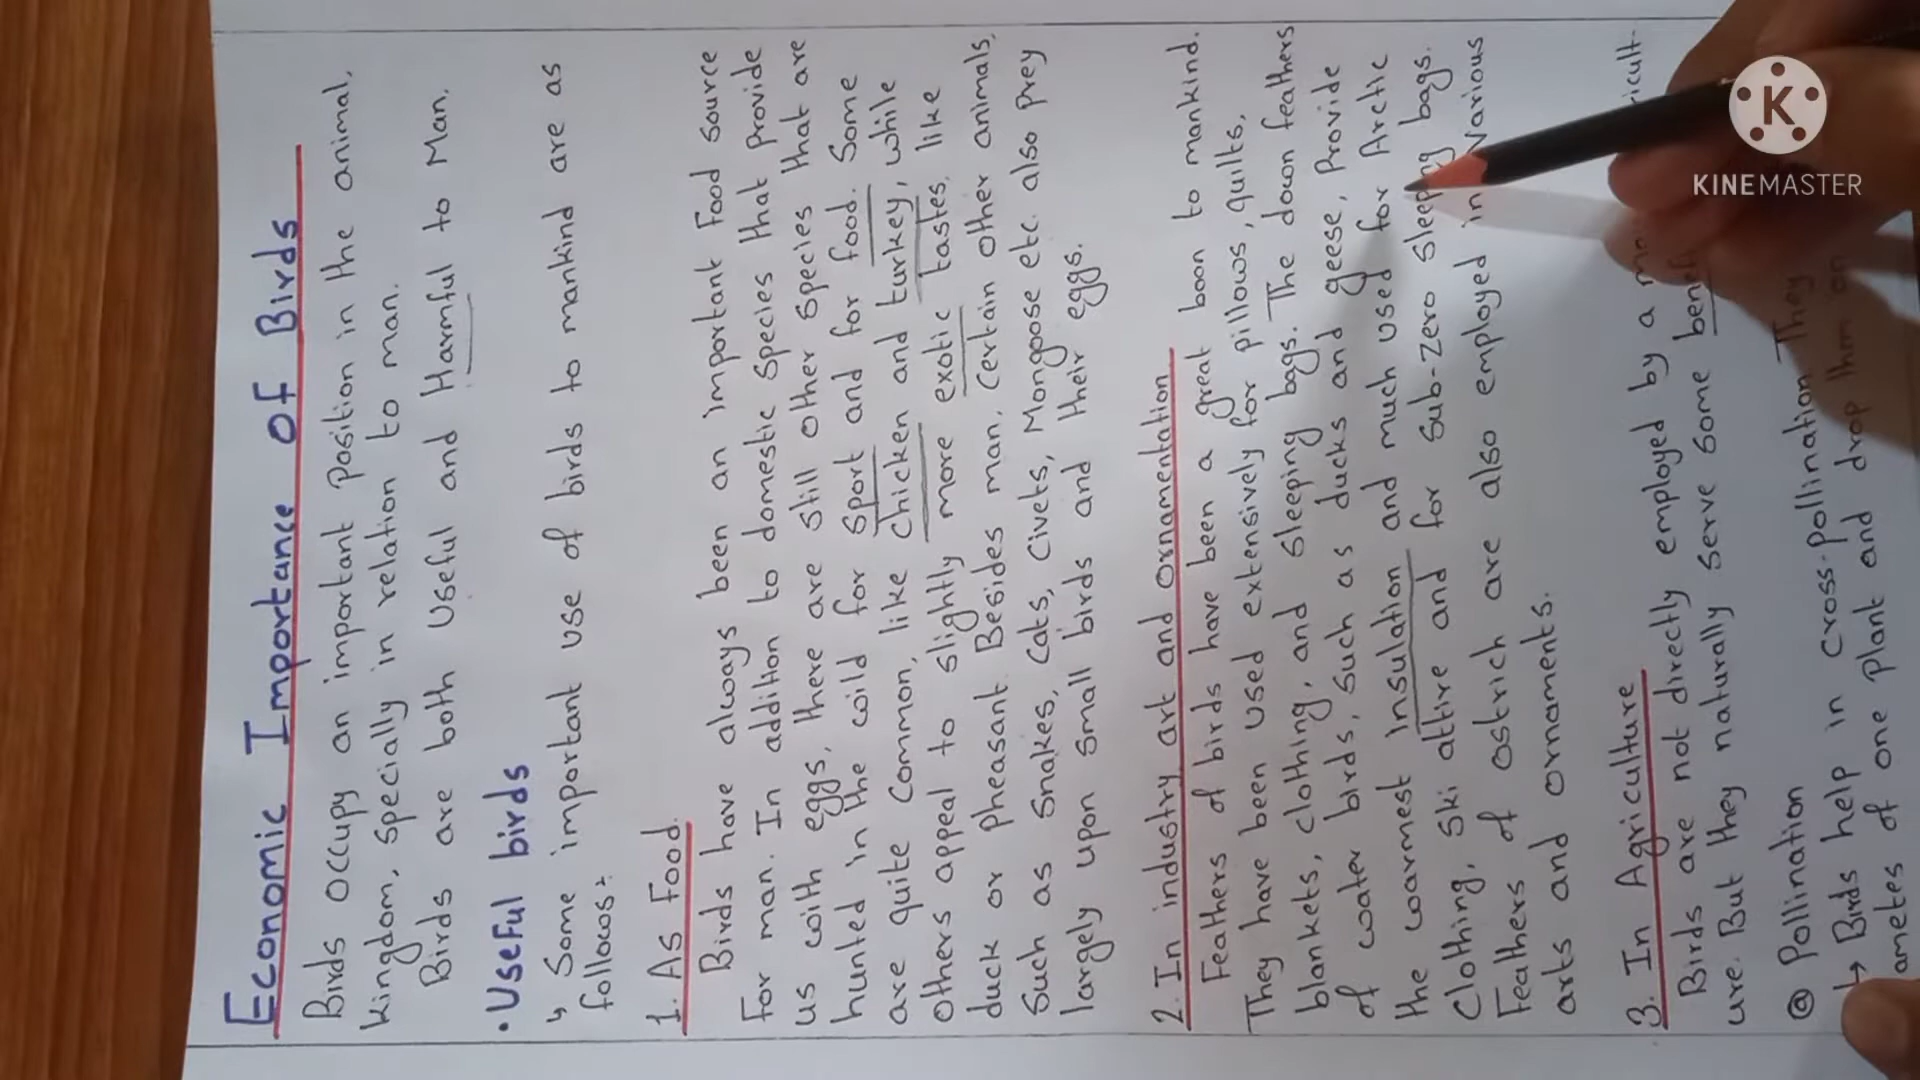 Economic Importance of Birds
Birds occupy an important position in the animal,
kingdom, specially in relation to man.
Birds are both useful and Harmful to Man.
• Useful birds
↳ Some important use of birds to mankind are as
follows:
1. As Food.
Birds have always been an important food source
for man. In addition to domestic species that provide
us with eggs, there are still other species that are
hunted in the wild for sport and for food. Some
are quite common, like chicken and turkey, while
others appeal to slightly more exotic tastes, like
duck or pheasant. Besides man, certain other animals,
such as snakes, cats, civets, Mongoose etc. also prey
largely upon small birds and their eggs.
2. In industry art and ornamentation
Feathers of birds have been a great boon to mankind.
They have been used extensively for pillows, quilts,
blankets, clothing, and sleeping bags. The down feathers
of water birds, such as ducks and geese, provide
the warmest insulation and much used for Arctic
clothing, ski attire and for sub-zero sleeping bags.
Feathers of ostrich are also employed in various
arts and ornaments.
3. In Agriculture
Birds are not directly employed by a
ure. But they naturally serve some
@ Pollination
↳ Birds help in cross-pollination. They
ametes of one plant and drop
KINEMASTER